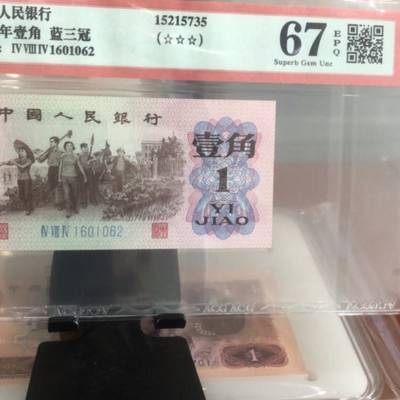 人民银行
年壹角 蓝三冠
: IV VIII IV 1601062
15215735
(☆☆☆)
67
EPQ
Superb Gem Unc
中國人民銀行
壹角
1
YI
JIAO
IV VIII IV 1601062
1